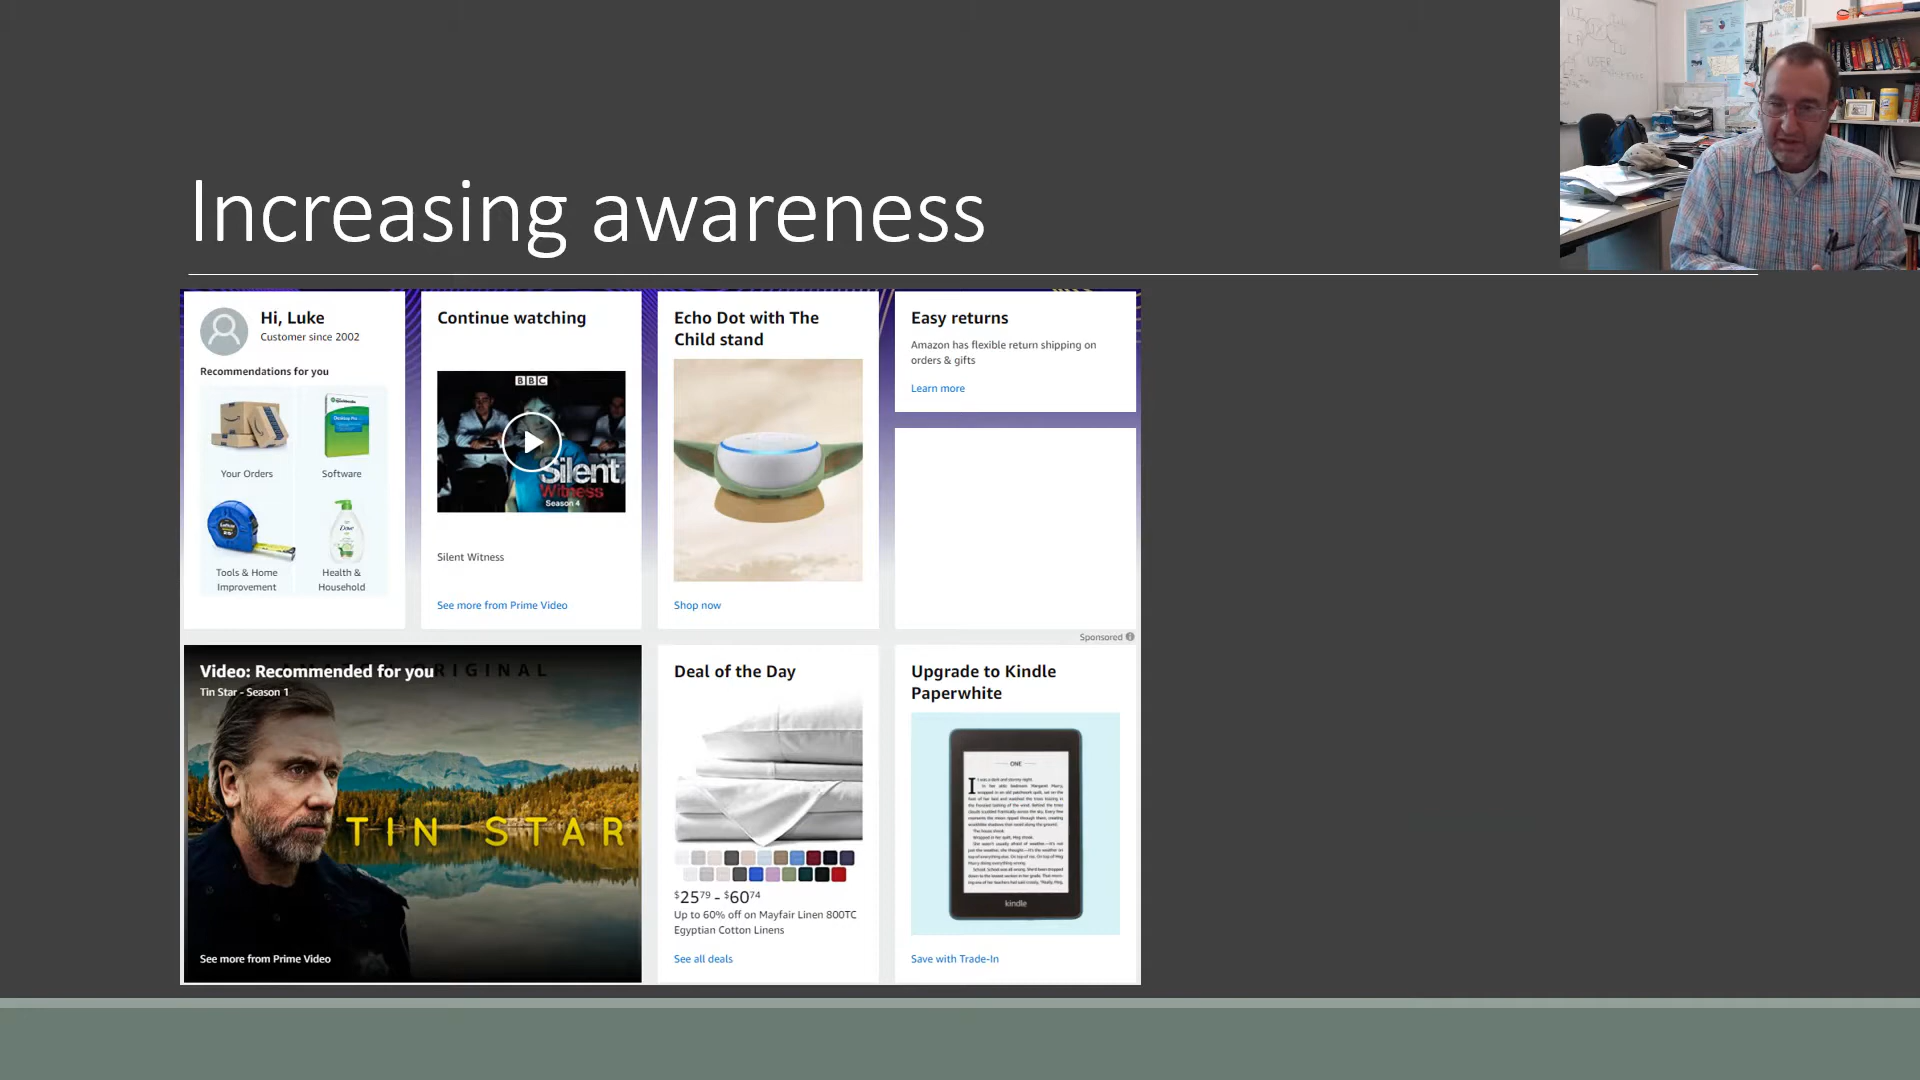 Increasing awareness
Hi, Luke
Customer since 2002
Recommendations for you
Your Orders
Software
Tools & Home
Improvement
Health &
Household
Continue watching
BBC
Silent
Witness
Season 4
Silent Witness
See more from Prime Video
Echo Dot with The
Child stand
Shop now
Easy returns
Amazon has flexible return shipping on
orders & gifts
Learn more
Sponsored
Video: Recommended for you
Tin Star - Season 1
ORIGINAL
TIN STAR
See more from Prime Video
Deal of the Day
$25.79 - $60.74
Up to 60% off on Mayfair Linen 800TC
Egyptian Cotton Linens
See all deals
Upgrade to Kindle
Paperwhite
ONE
kindle
Save with Trade-In
USER
Dove